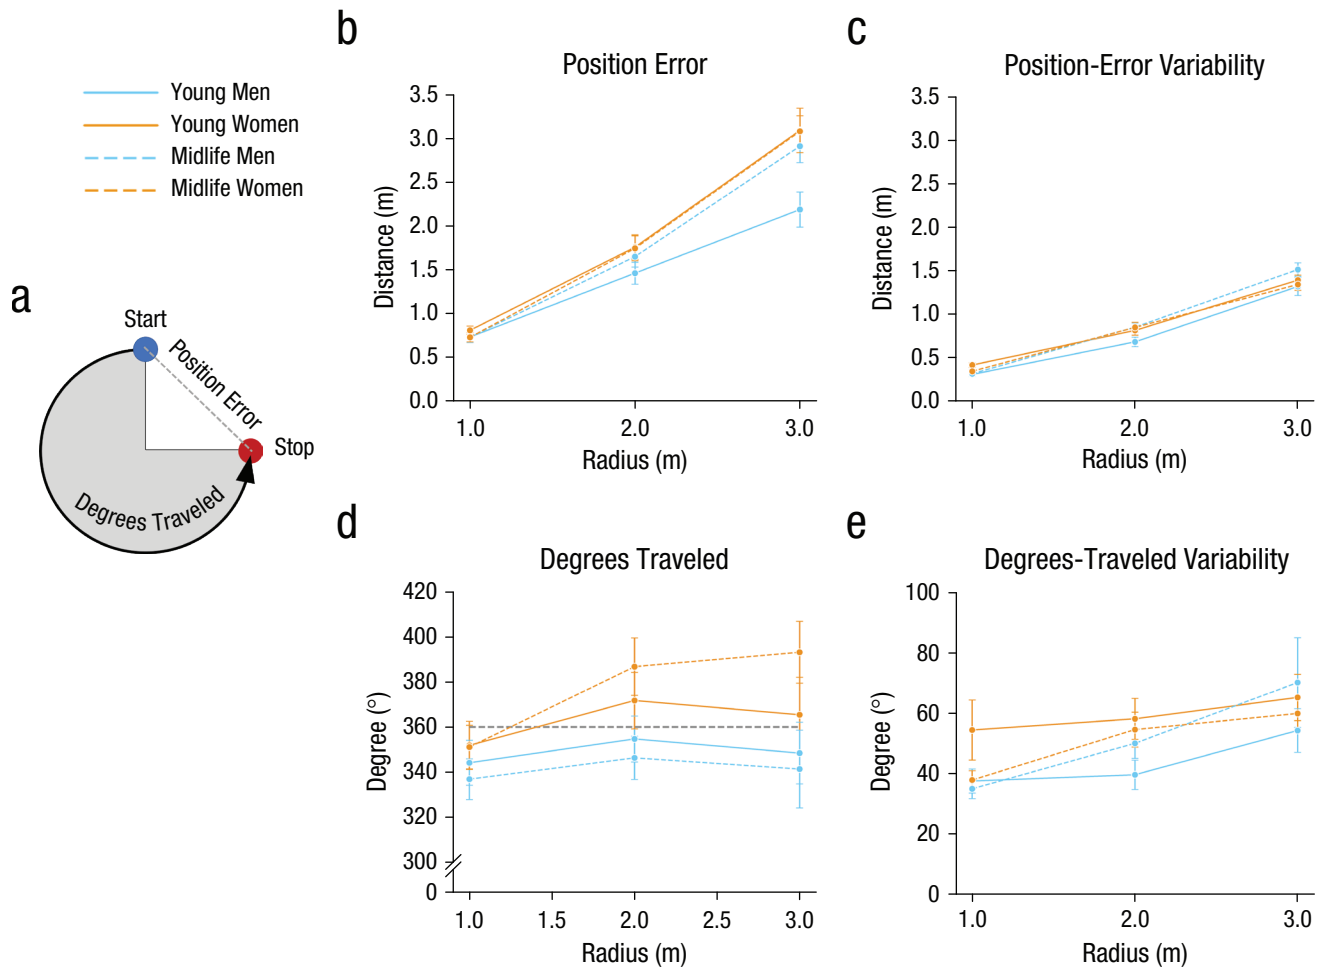 Young Men
Young Women
Midlife Men
Midlife Women
a
Start
Position Error
Stop
Degrees Traveled
b
Position Error
Distance (m)
3.5
3.0
2.5
2.0
1.5
1.0
0.5
0.0
1.0 2.0 3.0
Radius (m)
c
Position-Error Variability
Distance (m)
3.5
3.0
2.5
2.0
1.5
1.0
0.5
0.0
1.0 2.0 3.0
Radius (m)
d
Degrees Traveled
Degree (°)
420
400
380
360
340
320
300
0
1.0 1.5 2.0 2.5 3.0
Radius (m)
e
Degrees-Traveled Variability
Degree (°)
100
80
60
40
20
0
1.0 2.0 3.0
Radius (m)